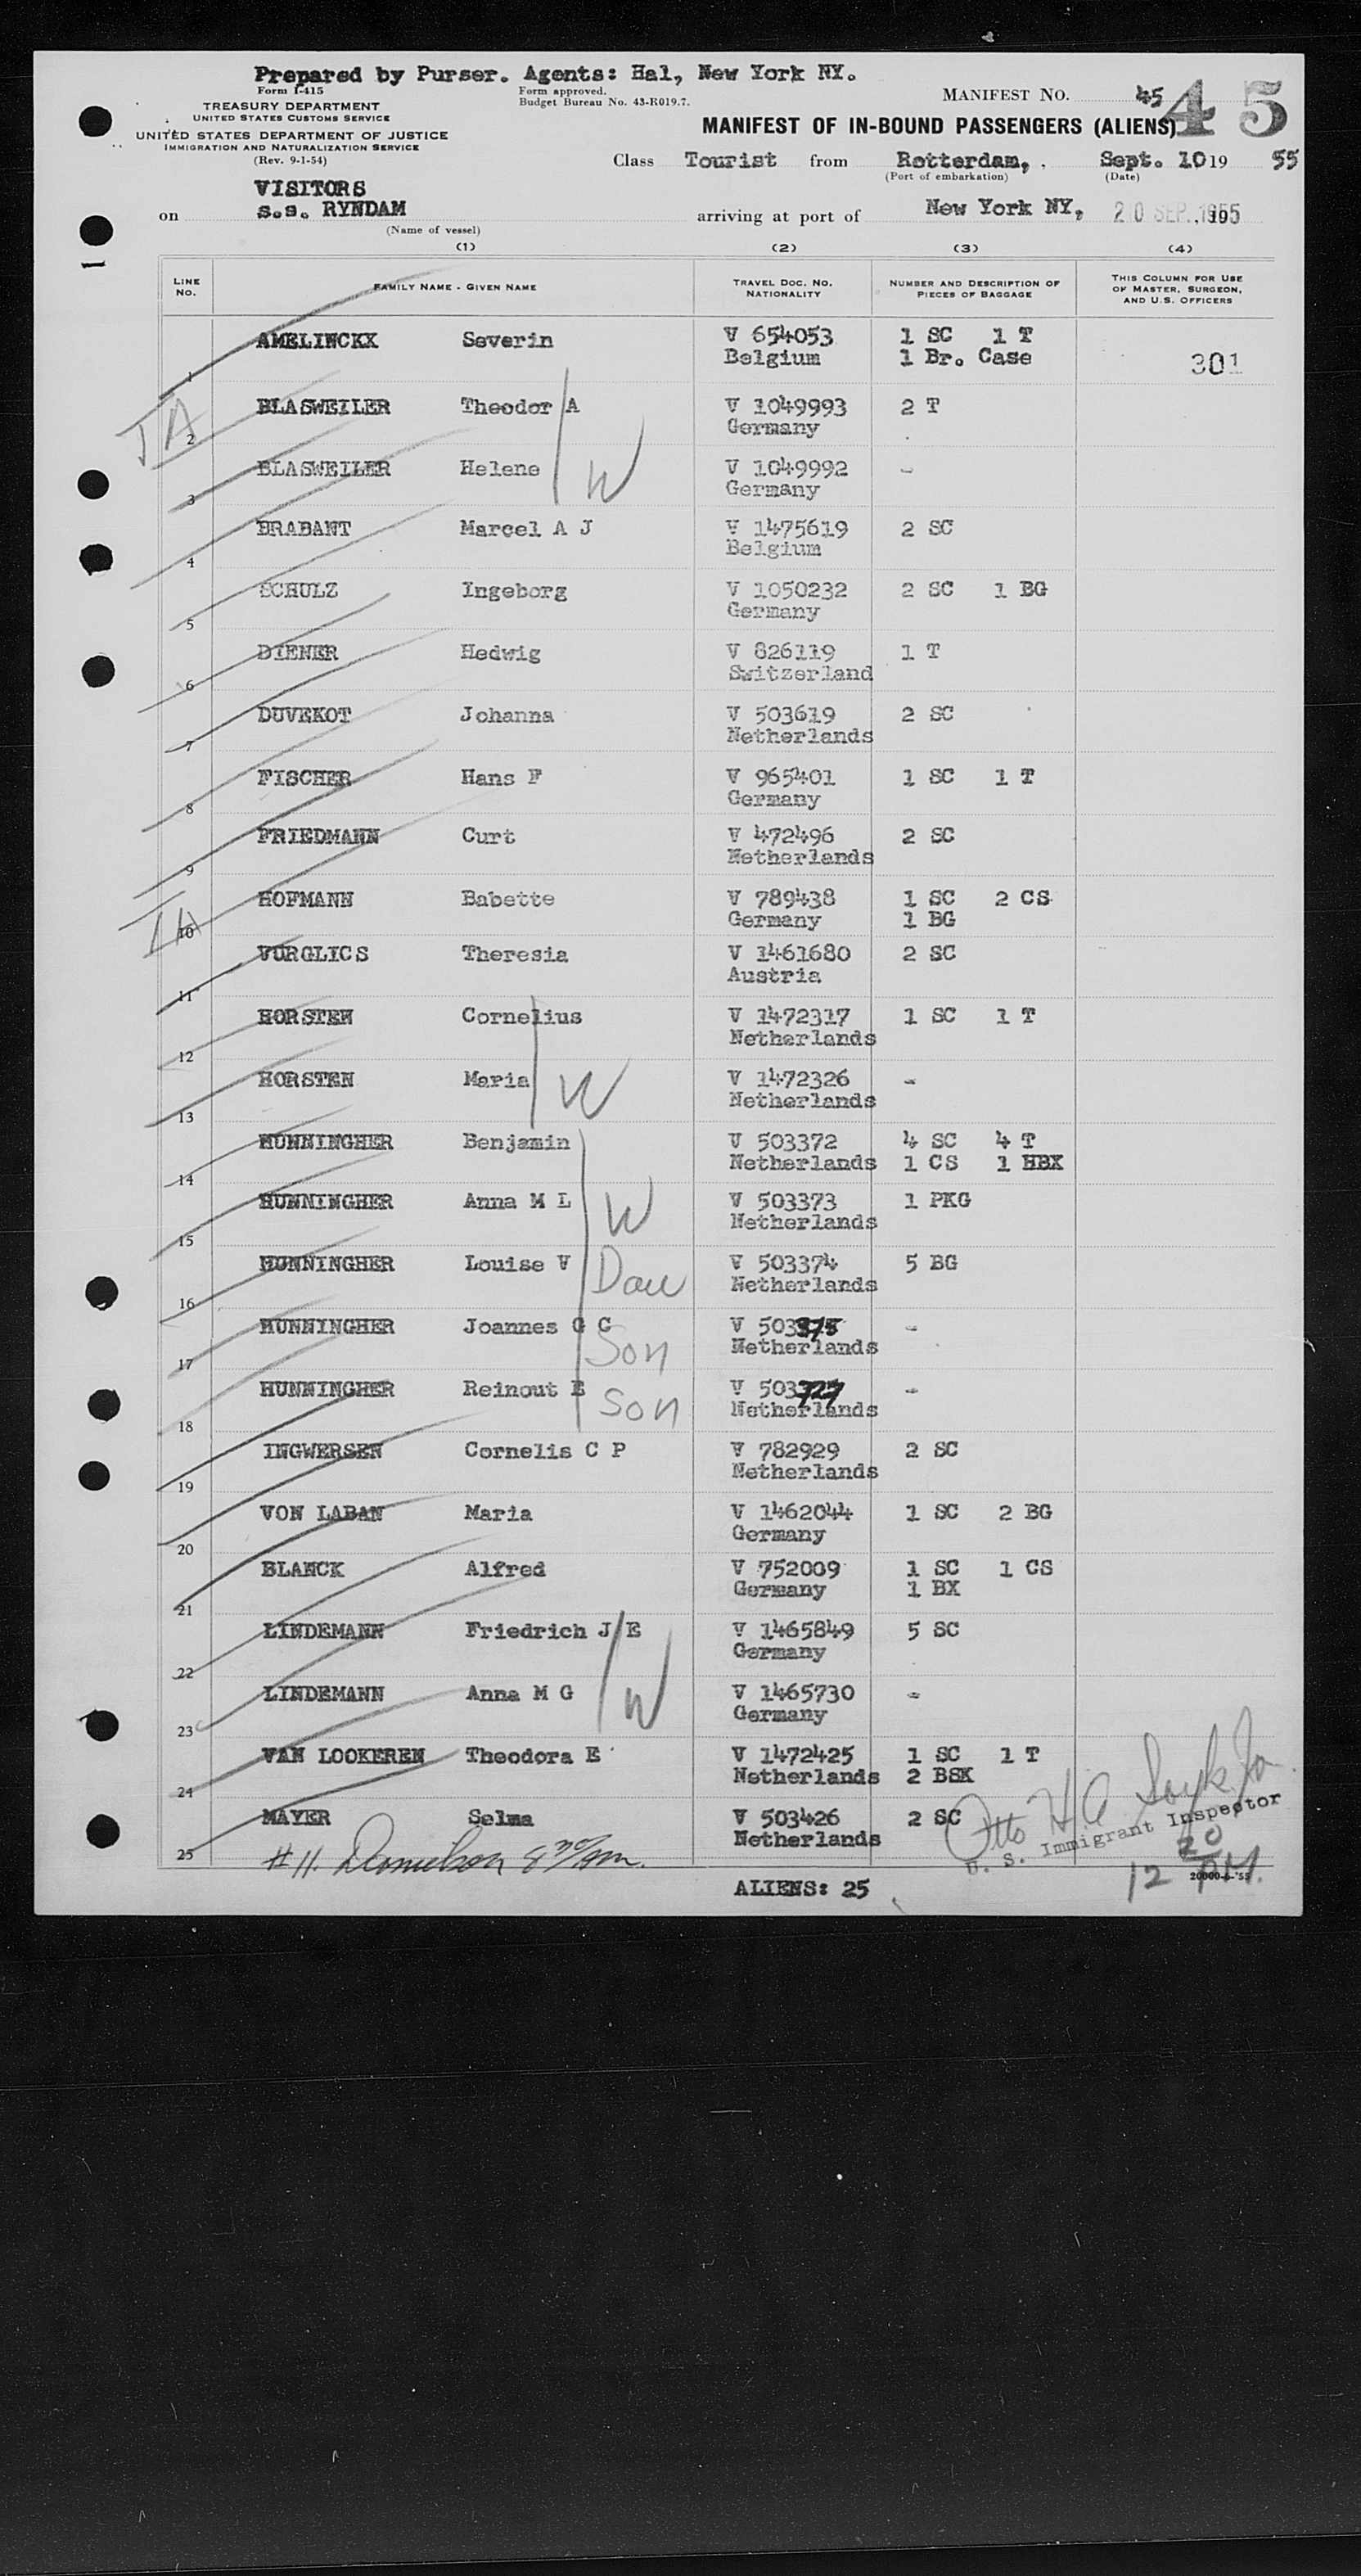 Prepared by Purser. Agents: Hal, New York NY.
Form I-415
TREASURY DEPARTMENT
UNITED STATES CUSTOMS SERVICE
UNITED STATES DEPARTMENT OF JUSTICE
IMMIGRATION AND NATURALIZATION SERVICE
(Rev. 9-1-54)
Form approved.
Budget Bureau No. 43-R019.7.
MANIFEST NO. 45
45
MANIFEST OF IN-BOUND PASSENGERS (ALIENS)
Class Tourist from Rotterdam, Sept. 10 19 55
(Port of embarkation) (Date)
VISITORS
on s.s. RYNDAM arriving at port of New York NY, 20 SEP. 1955
(Name of vessel)
(1) (2) (3) (4)
LINE NO. FAMILY NAME - GIVEN NAME TRAVEL DOC. NO. NATIONALITY NUMBER AND DESCRIPTION OF PIECES OF BAGGAGE THIS COLUMN FOR USE OF MASTER, SURGEON, AND U.S. OFFICERS
1 AMELINCKX Severin V 654053 1 SC 1 T
Belgium 1 Br. Case 301
2 BLASWEILER Theodor A V 1049993 2 T
Germany
3 BLASWEILER Helene W V 1049992 -
Germany
4 BRABANT Marcel A J V 1475619 2 SC
Belgium
5 SCHULZ Ingeborg V 1050232 2 SC 1 BG
Germany
6 DIENER Hedwig V 826119 1 T
Switzerland
7 DUVEKOT Johanna V 503619 2 SC
Netherlands
8 FISCHER Hans F V 965401 1 SC 1 T
Germany
9 FRIEDMANN Curt V 472496 2 SC
Netherlands
10 HOFMANN Babette V 789438 1 SC 2 CS
Germany 1 BG
11 VURGLICS Theresia V 1461680 2 SC
Austria
12 HORSTEN Cornelius V 1472317 1 SC 1 T
Netherlands
13 HORSTEN Maria W V 1472326 -
Netherlands
14 HUNNINGHER Benjamin V 503372 4 SC 4 T
Netherlands 1 CS 1 HBX
15 HUNNINGHER Anna M L W V 503373 1 PKG
Netherlands
16 HUNNINGHER Louise V Dau V 503374 5 BG
Netherlands
17 HUNNINGHER Joannes G C Son V 503375 -
Netherlands
18 HUNNINGHER Reinout E Son V 503727 -
Netherlands
19 INGWERSEN Cornelis C P V 782929 2 SC
Netherlands
20 VON LABAN Maria V 1462044 1 SC 2 BG
Germany
21 BLANCK Alfred V 752009 1 SC 1 CS
Germany 1 BX
22 LINDEMANN Friedrich J E V 1465849 5 SC
Germany
23 LINDEMANN Anna M G W V 1465730 -
Germany
24 VAN LOOKEREN Theodora E V 1472425 1 SC 1 T
Netherlands 2 BSK
25 MAYER Selma V 503426 2 SC
Netherlands
Otto
U. S. Immigrant Inspector
12 20 PM.
20000-6-'55
ALIENS: 25